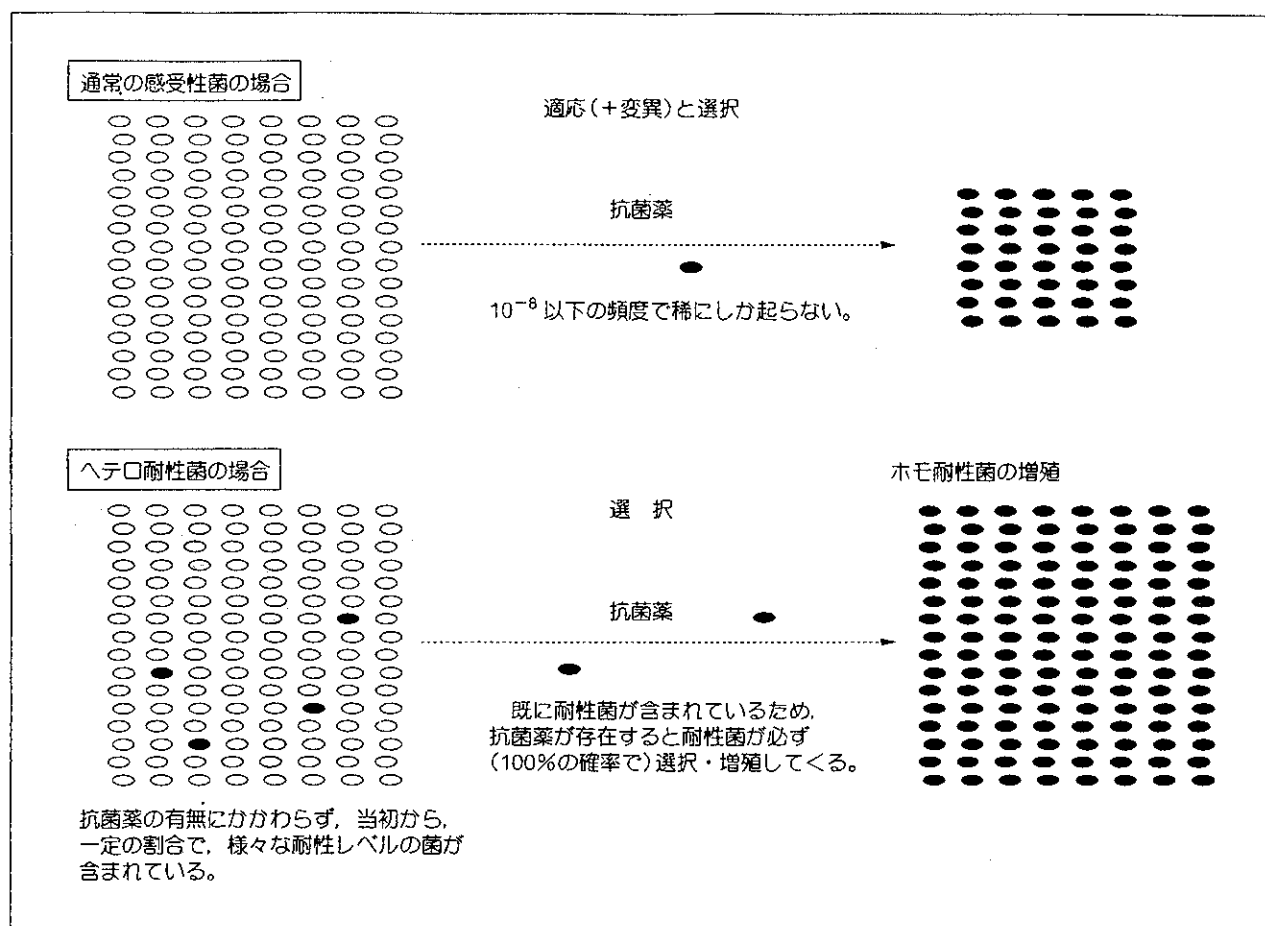 通常の感受性菌の場合
適応(+変異)と選択
抗菌薬
10⁻⁸以下の頻度で稀にしか起らない。
ヘテロ耐性菌の場合
選 択
ホモ耐性菌の増殖
抗菌薬
既に耐性菌が含まれているため,
抗菌薬が存在すると耐性菌が必ず
(100%の確率で)選択・増殖してくる。
抗菌薬の有無にかかわらず, 当初から,
一定の割合で, 様々な耐性レベルの菌が
含まれている。